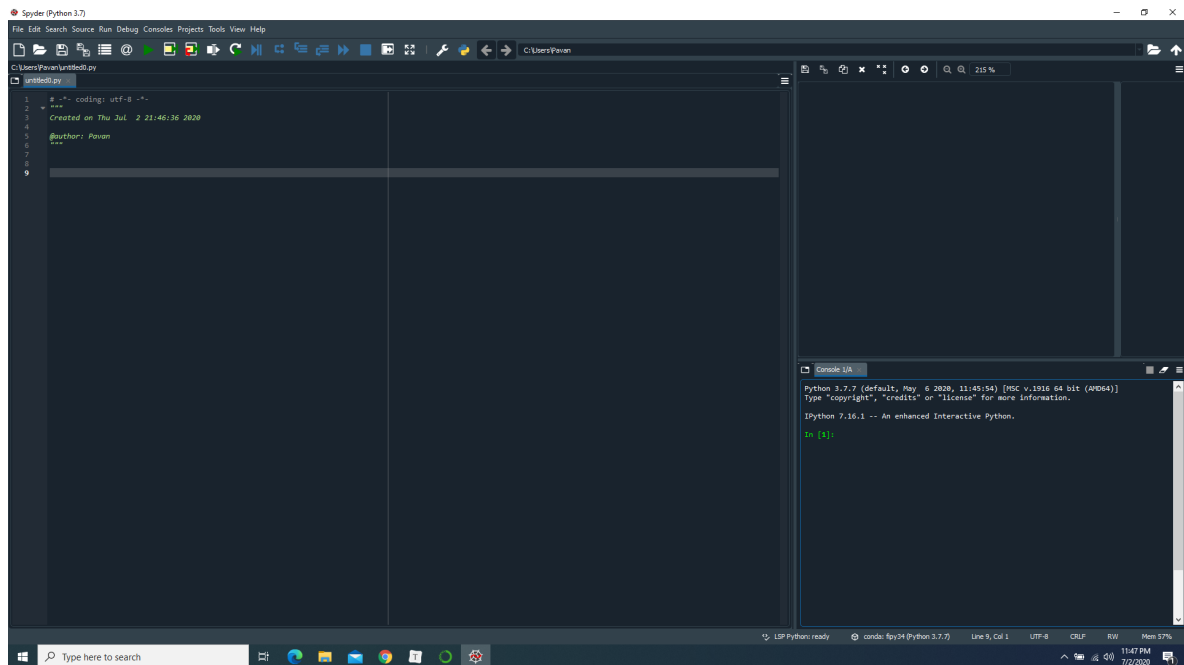 Spyder (Python 3.7)
File Edit Search Source Run Debug Consoles Projects Tools View Help
C:\Users\Pavan
C:\Users\Pavan\untitled0.py
untitled0.py
215 %
1 # -*- coding: utf-8 -*-
2 """
3 Created on Thu Jul  2 21:46:36 2020
4
5 @author: Pavan
6 """
7
8
9
Console 1/A
Python 3.7.7 (default, May  6 2020, 11:45:54) [MSC v.1916 64 bit (AMD64)]
Type "copyright", "credits" or "license" for more information.
IPython 7.16.1 -- An enhanced Interactive Python.
In [1]:
LSP Python: ready conda: fipy34 (Python 3.7.7) Line 9, Col 1 UTF-8 CRLF RW Mem 57%
Type here to search
T
11:47 PM
7/2/2020